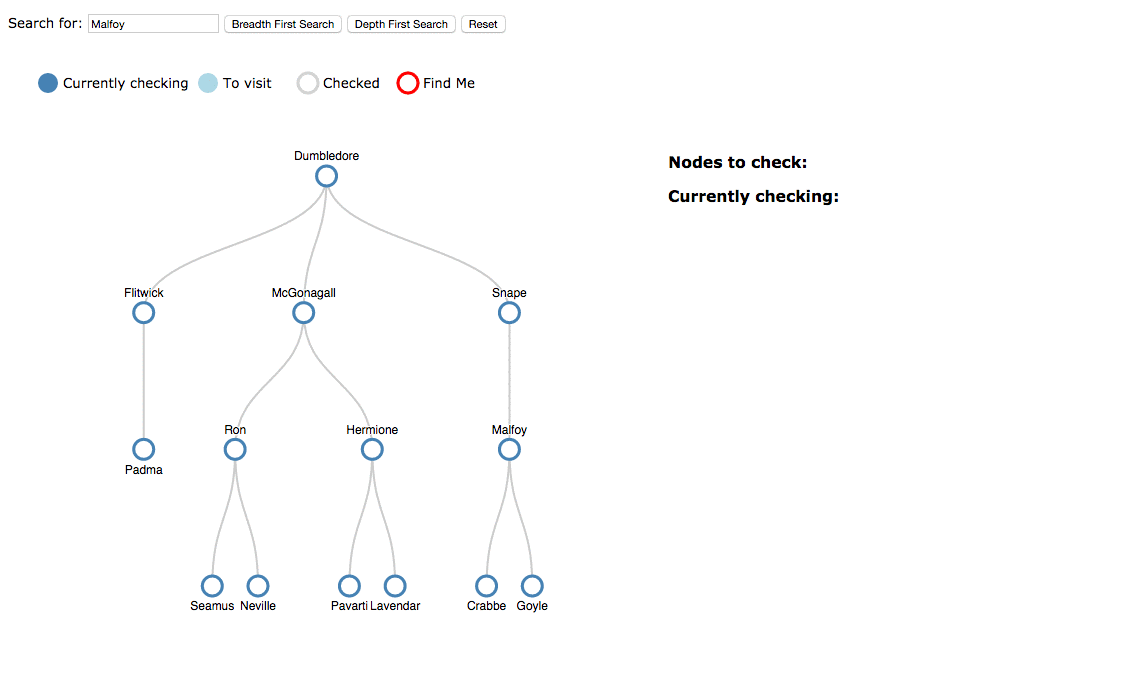 Search for: Malfoy Breadth First Search Depth First Search Reset
Currently checking To visit Checked Find Me
Dumbledore
Nodes to check:
Currently checking:
Flitwick McGonagall Snape
Ron Hermione Malfoy
Padma
Seamus Neville Pavarti Lavendar Crabbe Goyle